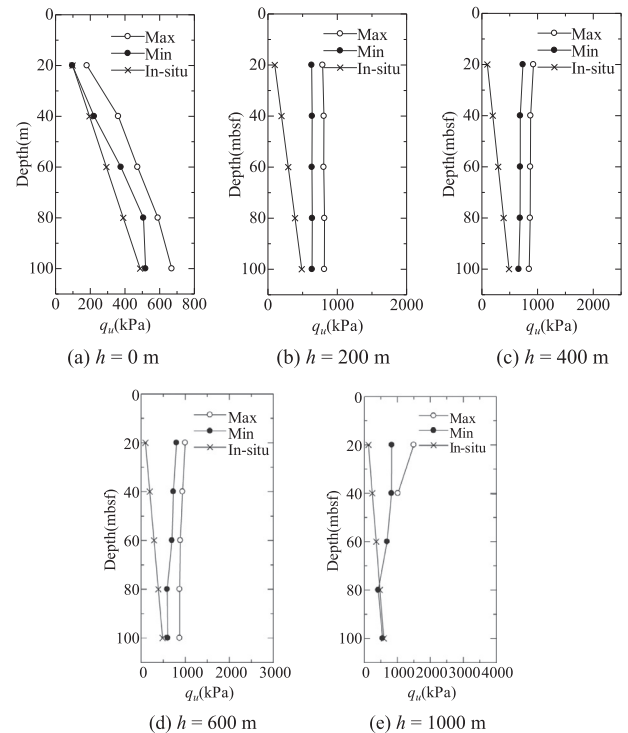 0
20
40
60
80
100
Depth(m)
Max
Min
In-situ
0 200 400 600 800
qu(kPa)
(a) h = 0 m
0
20
40
60
80
100
Depth(mbsf)
Max
Min
In-situ
0 1000 2000
qu(kPa)
(b) h = 200 m
0
20
40
60
80
100
Depth(mbsf)
Max
Min
In-situ
0 1000 2000
qu(kPa)
(c) h = 400 m
0
20
40
60
80
100
Depth(mbsf)
Max
Min
In-situ
0 1000 2000 3000
qu(kPa)
(d) h = 600 m
0
20
40
60
80
100
Depth(mbsf)
Max
Min
In-situ
0 1000 2000 3000 4000
qu(kPa)
(e) h = 1000 m